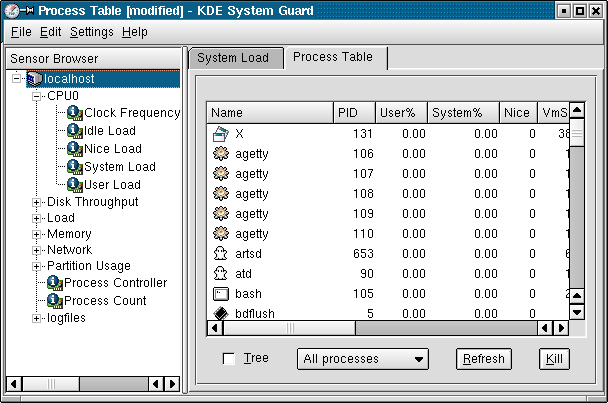 Process Table [modified] - KDE System Guard
File Edit Settings Help
Sensor Browser
localhost
CPU0
Clock Frequency
Idle Load
Nice Load
System Load
User Load
Disk Throughput
Load
Memory
Network
Partition Usage
Process Controller
Process Count
logfiles
System Load Process Table
Name PID User% System% Nice VmS
X 131 0.00 0.00 0 38
agetty 106 0.00 0.00 0 1
agetty 107 0.00 0.00 0 1
agetty 108 0.00 0.00 0 1
agetty 109 0.00 0.00 0 1
agetty 110 0.00 0.00 0 1
artsd 653 0.00 0.00 0 6
atd 90 0.00 0.00 0 1
bash 105 0.00 0.00 0 2
bdflush 5 0.00 0.00 0
Tree All processes Refresh Kill